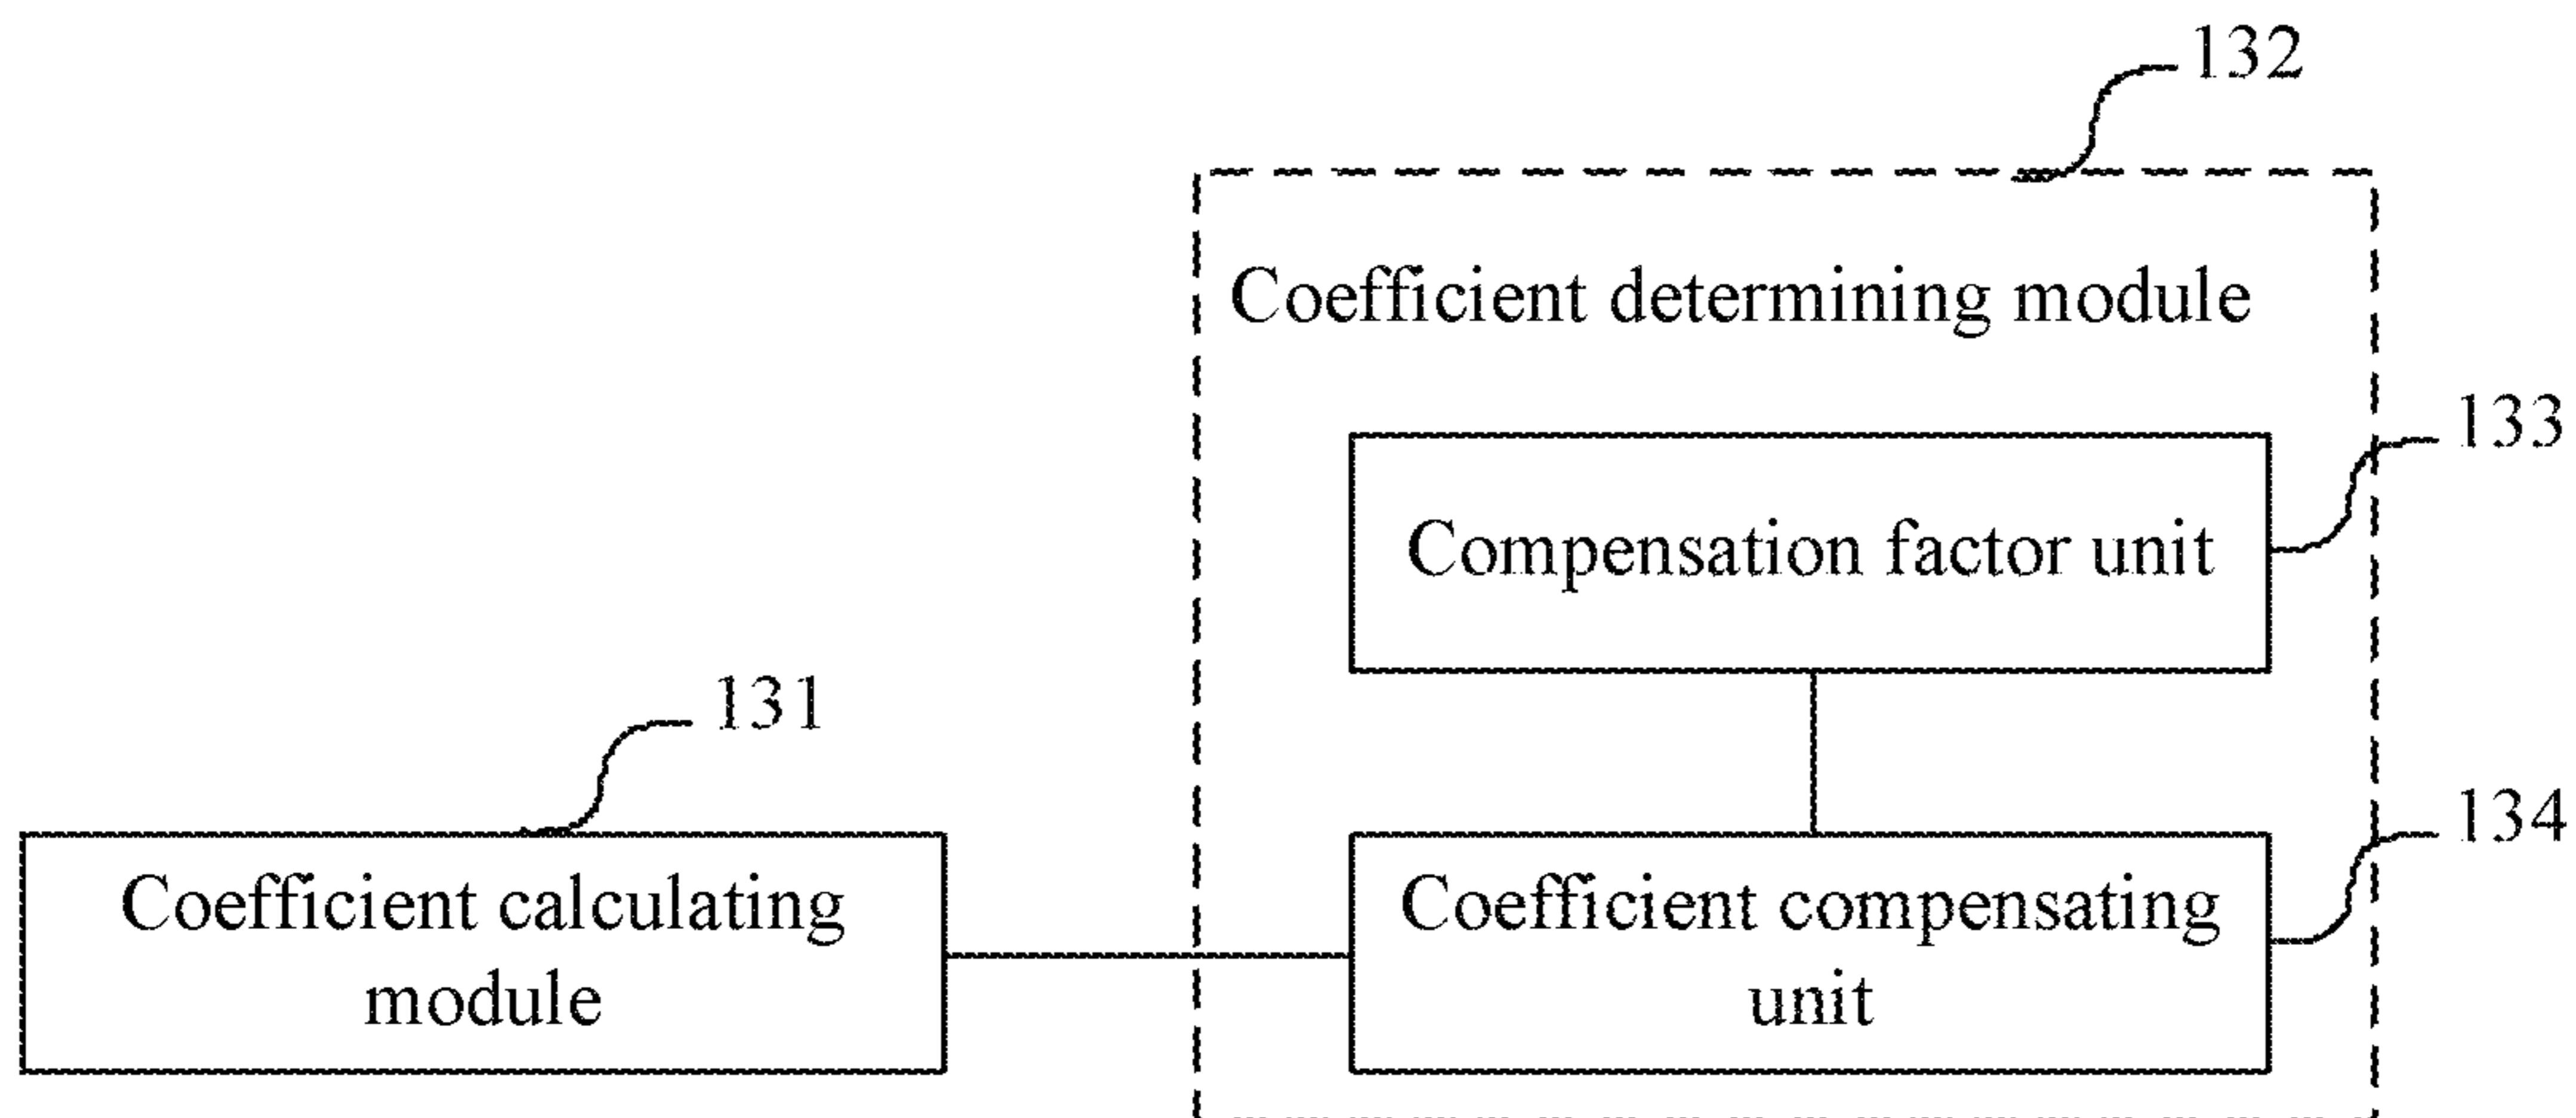 132
Coefficient determining module
133
Compensation factor unit
131
134
Coefficient calculating
module
Coefficient compensating
unit